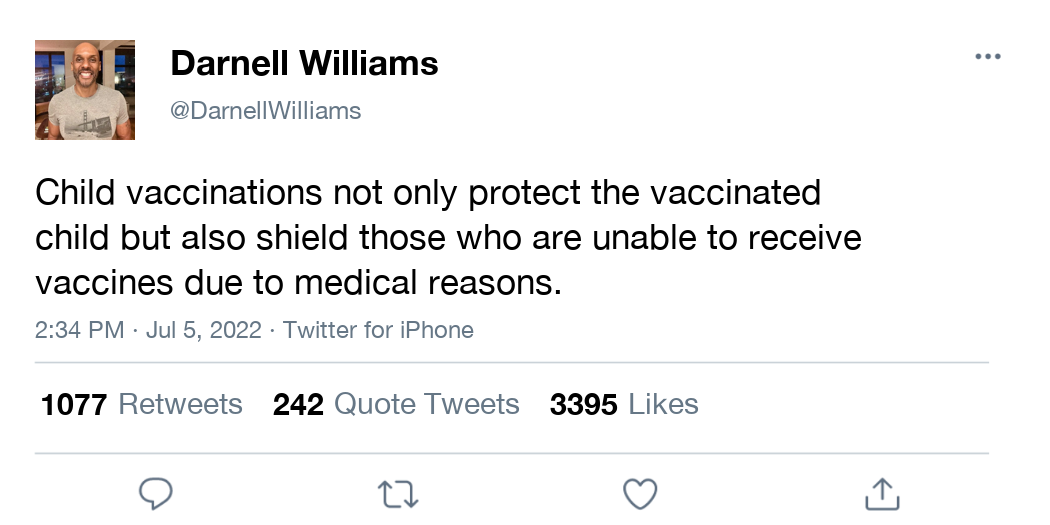 Darnell Williams
@DarnellWilliams
Child vaccinations not only protect the vaccinated
child but also shield those who are unable to receive
vaccines due to medical reasons.
2:34 PM · Jul 5, 2022 · Twitter for iPhone
1077 Retweets 242 Quote Tweets 3395 Likes